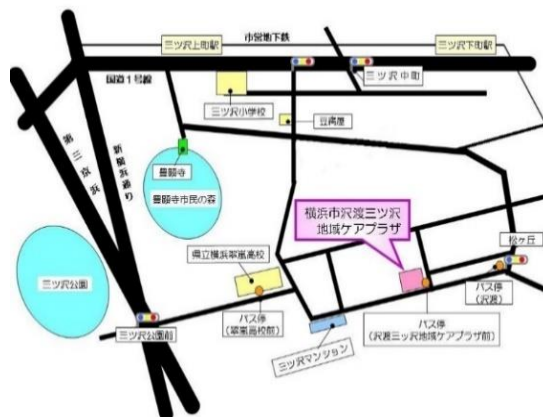 市営地下鉄
三ツ沢上町駅
三ツ沢下町駅
国道1号線
三ツ沢中町
三ツ沢小学校
豆腐屋
第三京浜
新横浜通り
豊顕寺
豊顕寺市民の森
横浜市沢渡三ツ沢
地域ケアプラザ
松ヶ丘
県立横浜翠嵐高校
三ツ沢公園
バス停
(沢渡)
三ツ沢公園前
バス停
(翠嵐高校前)
バス停
(沢渡三ツ沢地域ケアプラザ前)
三ツ沢マンション